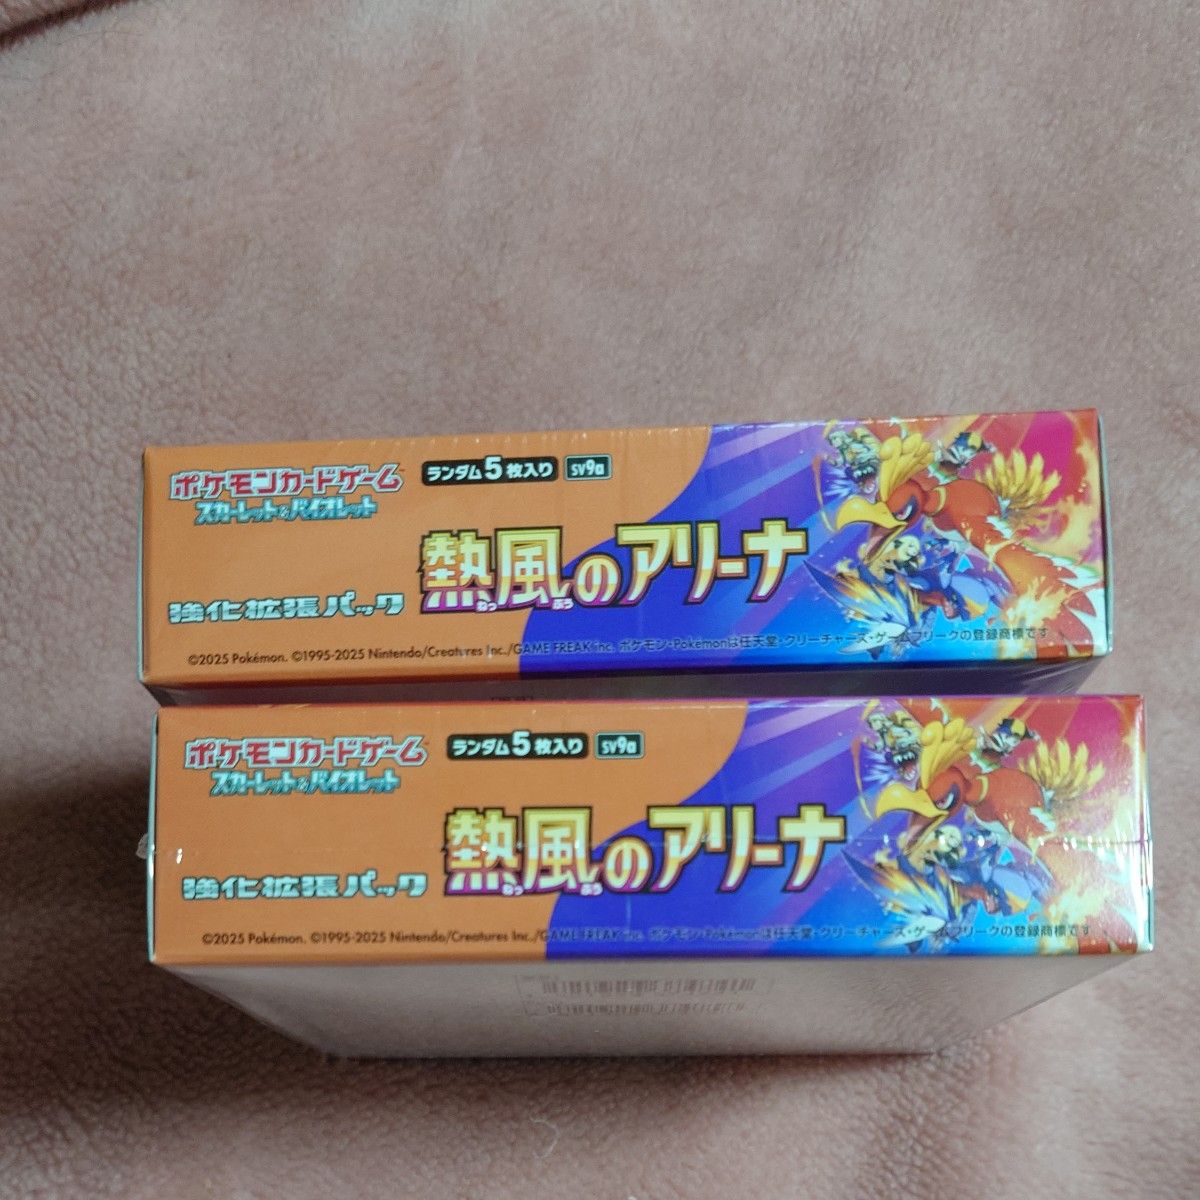 ポケモンカードゲーム
スカーレット&バイオレット
ランダム5枚入り SV9a
強化拡張パック
熱風のアリーナ
ねっ ぷう
©2025 Pokémon. ©1995-2025 Nintendo/Creatures Inc./GAME FREAK inc. ポケモン・Pokémonは任天堂・クリーチャーズ・ゲームフリークの登録商標です
ポケモンカードゲーム
スカーレット&バイオレット
ランダム5枚入り SV9a
強化拡張パック
熱風のアリーナ
ねっ ぷう
©2025 Pokémon. ©1995-2025 Nintendo/Creatures Inc./GAME FREAK inc. ポケモン・Pokémonは任天堂・クリーチャーズ・ゲームフリークの登録商標です